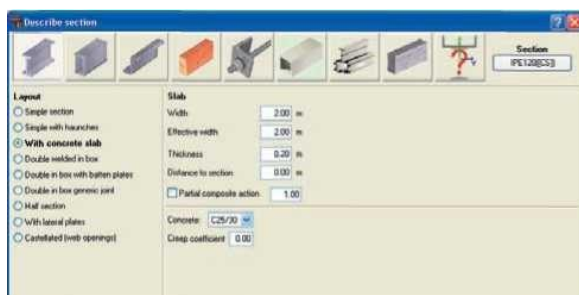 Describe section
Section
IPE120([CS])
Layout
Simple section
Simple with haunches
With concrete slab
Double welded in box
Double in box with batten plates
Double in box generic joint
Half section
With lateral plates
Castellated (web openings)
Slab
Width 2.00 m
Effective width 2.00 m
Thickness 0.20 m
Distance to section 0.00 m
Partial composite action 1.00
Concrete: C25/30
Creep coefficient 0.00